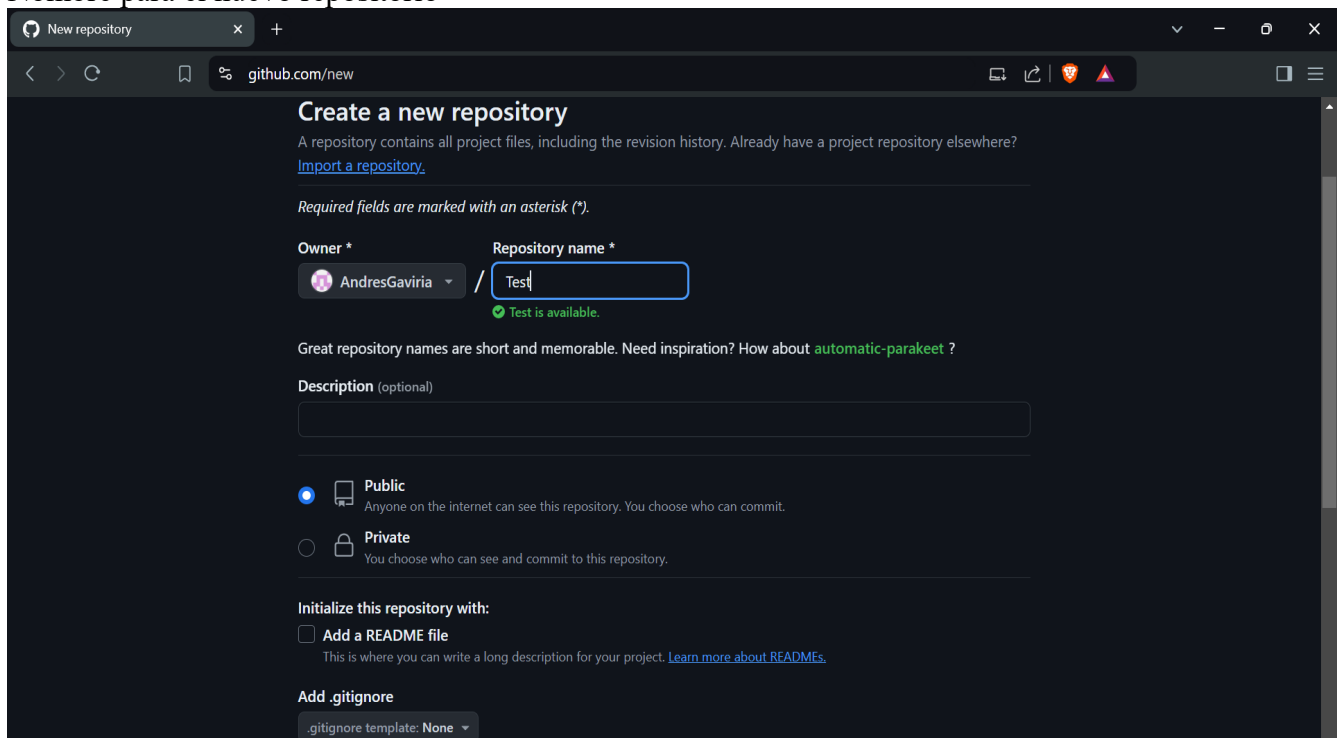 Nombre para el nuevo repositorio
New repository
github.com/new
Create a new repository
A repository contains all project files, including the revision history. Already have a project repository elsewhere?
Import a repository.
Required fields are marked with an asterisk (*).
Owner * Repository name *
AndresGaviria / Test
Test is available.
Great repository names are short and memorable. Need inspiration? How about automatic-parakeet ?
Description (optional)
Public
Anyone on the internet can see this repository. You choose who can commit.
Private
You choose who can see and commit to this repository.
Initialize this repository with:
Add a README file
This is where you can write a long description for your project. Learn more about READMEs.
Add .gitignore
.gitignore template: None